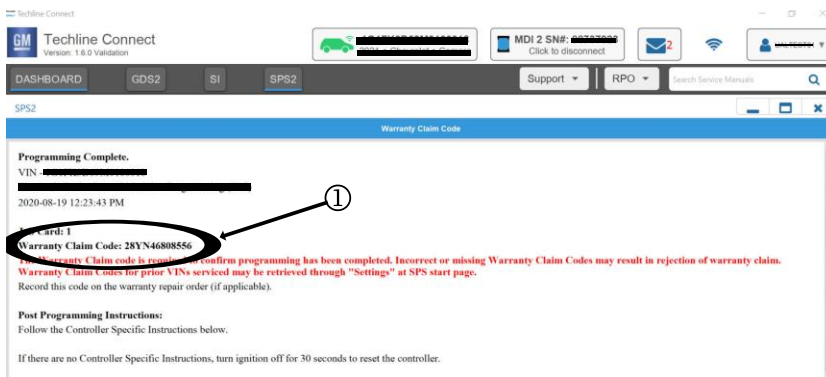 Techline Connect
GM
Techline Connect
Version: 1.6.0 Validation
MDI 2 SN#:
Click to disconnect
2
DASHBOARD GDS2 SI SPS2 Support RPO Search Service Manuals
SPS2
Warranty Claim Code
Programming Complete.
VIN -
2020-08-19 12:23:43 PM
①
Card: 1
Warranty Claim Code: 28YN46808556
The Warranty Claim code is required to confirm programming has been completed. Incorrect or missing Warranty Claim Codes may result in rejection of warranty claim.
Warranty Claim Codes for prior VINs serviced may be retrieved through "Settings" at SPS start page.
Record this code on the warranty repair order (if applicable).
Post Programming Instructions:
Follow the Controller Specific Instructions below.
If there are no Controller Specific Instructions, turn ignition off for 30 seconds to reset the controller.